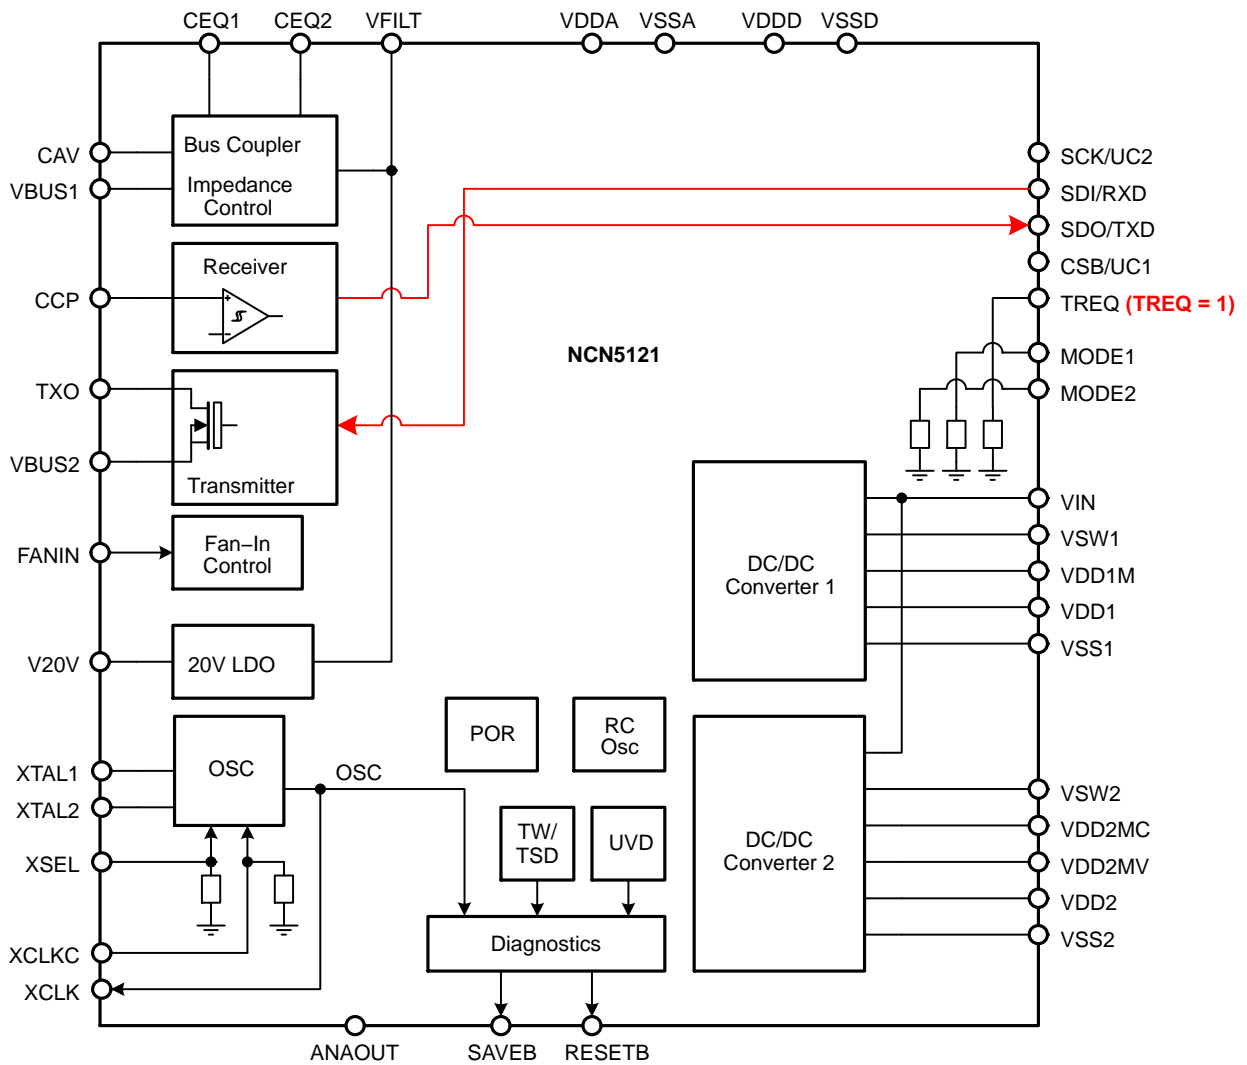 CEQ1 CEQ2 VFILT VDDA VSSA VDDD VSSD
CAV
VBUS1
Bus Coupler
Impedance
Control
CCP
Receiver
TXO
VBUS2
Transmitter
FANIN
Fan−In
Control
V20V
20V LDO
XTAL1
XTAL2
OSC
OSC
XSEL
XCLKC
XCLK
NCN5121
POR
RC
Osc
TW/
TSD
UVD
Diagnostics
DC/DC
Converter 1
DC/DC
Converter 2
SCK/UC2
SDI/RXD
SDO/TXD
CSB/UC1
TREQ (TREQ = 1)
MODE1
MODE2
VIN
VSW1
VDD1M
VDD1
VSS1
VSW2
VDD2MC
VDD2MV
VDD2
VSS2
ANAOUT SAVEB RESETB